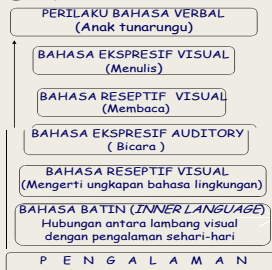 PERILAKU BAHASA VERBAL
(Anak tunarungu)
BAHASA EKSPRESIF VISUAL
(Menulis)
BAHASA RESEPTIF VISUAL
(Membaca)
BAHASA EKSPRESIF AUDITORY
( Bicara )
BAHASA RESEPTIF VISUAL
(Mengerti ungkapan bahasa lingkungan)
BAHASA BATIN (INNER LANGUAGE)
Hubungan antara lambang visual
dengan pengalaman sehari-hari
P E N G A L A M A N